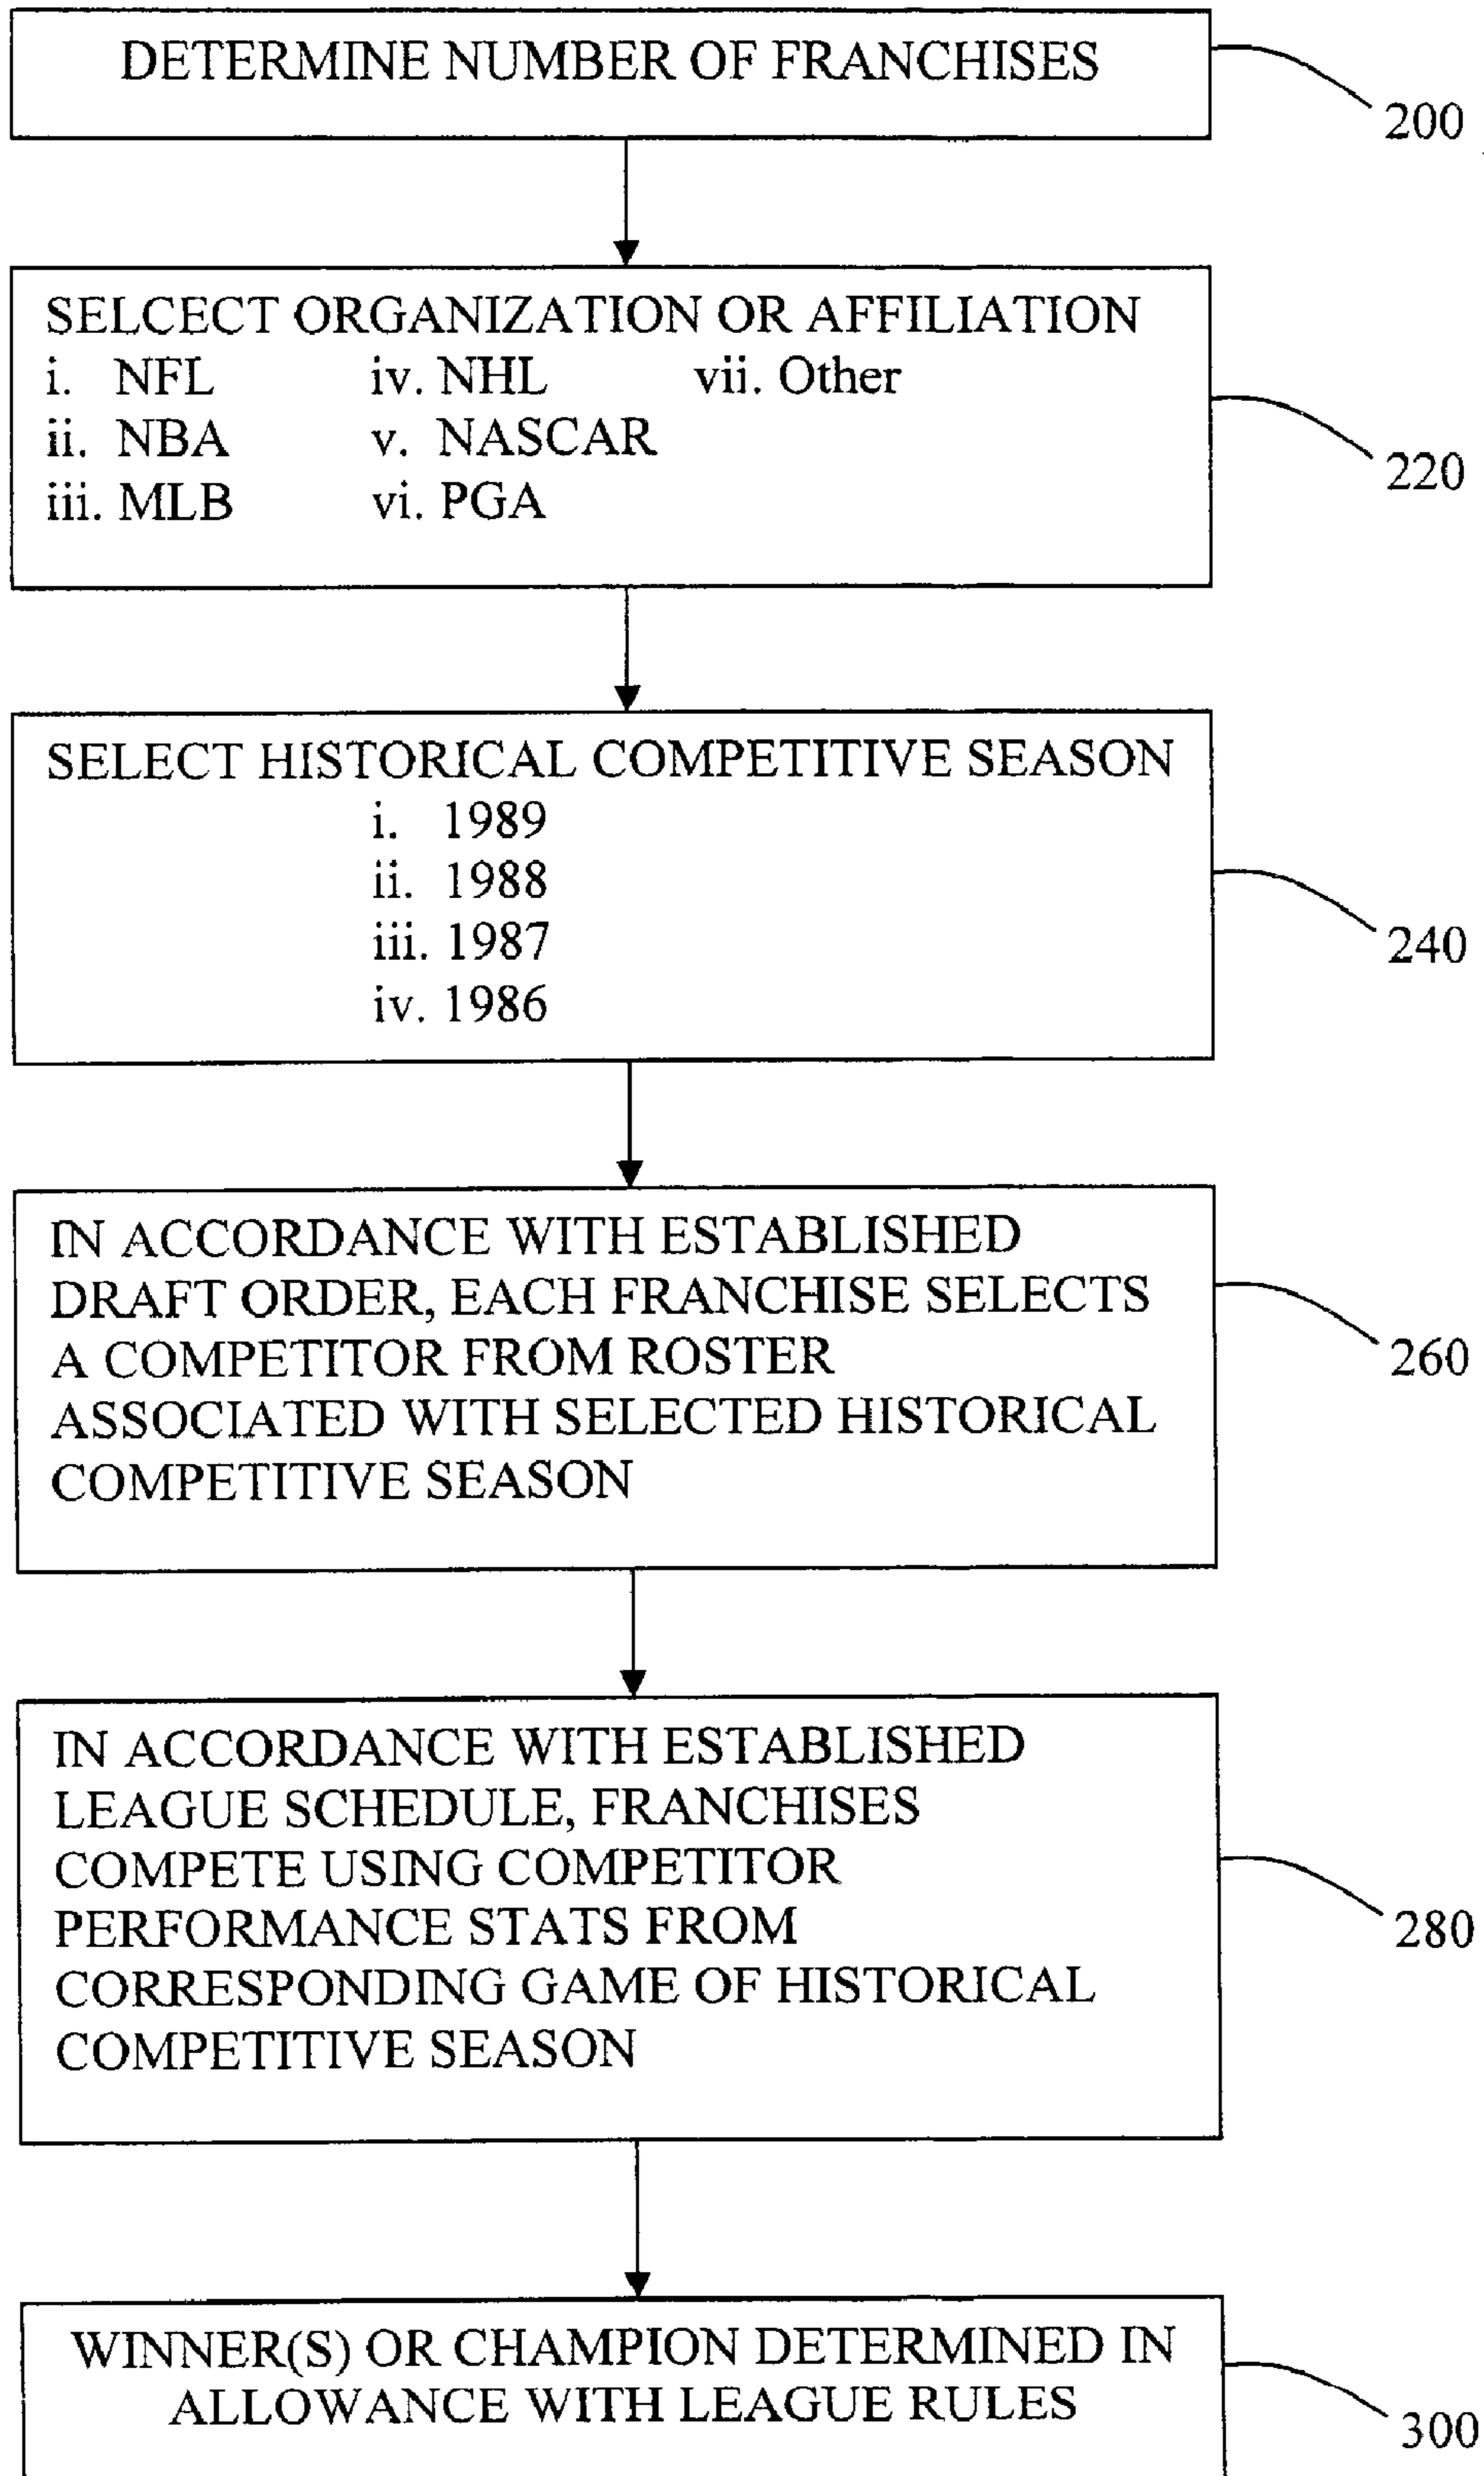 DETERMINE NUMBER OF FRANCHISES
200
SELCECT ORGANIZATION OR AFFILIATION
i. NFL iv. NHL vii. Other
ii. NBA v. NASCAR
iii. MLB vi. PGA
220
SELECT HISTORICAL COMPETITIVE SEASON
i. 1989
ii. 1988
iii. 1987
iv. 1986
240
IN ACCORDANCE WITH ESTABLISHED
DRAFT ORDER, EACH FRANCHISE SELECTS
A COMPETITOR FROM ROSTER
ASSOCIATED WITH SELECTED HISTORICAL
COMPETITIVE SEASON
260
IN ACCORDANCE WITH ESTABLISHED
LEAGUE SCHEDULE, FRANCHISES
COMPETE USING COMPETITOR
PERFORMANCE STATS FROM
CORRESPONDING GAME OF HISTORICAL
COMPETITIVE SEASON
280
WINNER(S) OR CHAMPION DETERMINED IN
ALLOWANCE WITH LEAGUE RULES
300